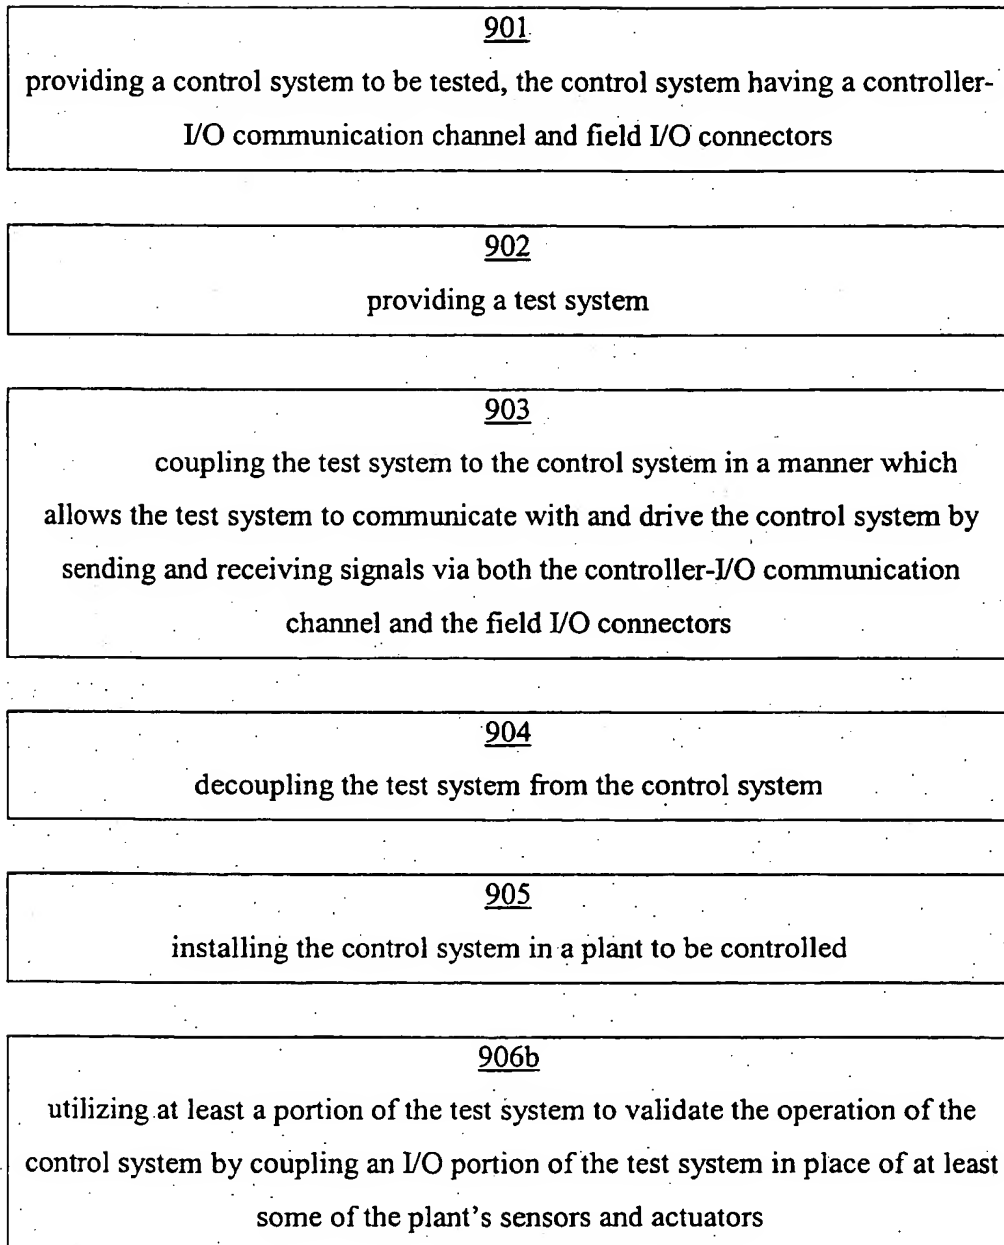 901
providing a control system to be tested, the control system having a controller-
I/O communication channel and field I/O connectors
902
providing a test system
903
coupling the test system to the control system in a manner which
allows the test system to communicate with and drive the control system by
sending and receiving signals via both the controller-I/O communication
channel and the field I/O connectors
904
decoupling the test system from the control system
905
installing the control system in a plant to be controlled
906b
utilizing at least a portion of the test system to validate the operation of the
control system by coupling an I/O portion of the test system in place of at least
some of the plant's sensors and actuators